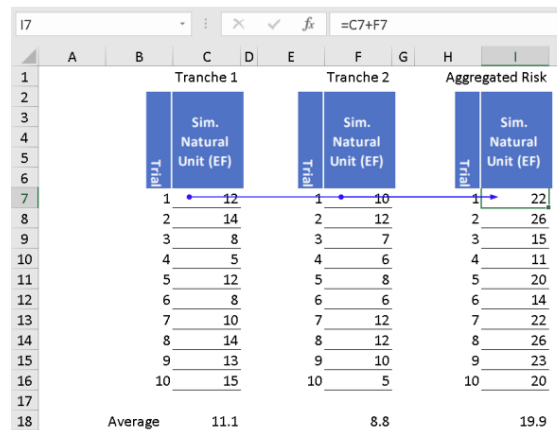 I7 =C7+F7
A B C D E F G H I
1 Tranche 1 Tranche 2 Aggregated Risk
2
3 Sim. Sim. Sim.
4 Natural Natural Natural
5 Trial Unit (EF) Trial Unit (EF) Trial Unit (EF)
6
7 1 12 1 10 1 22
8 2 14 2 12 2 26
9 3 8 3 7 3 15
10 4 5 4 6 4 11
11 5 12 5 8 5 20
12 6 8 6 6 6 14
13 7 10 7 12 7 22
14 8 14 8 12 8 26
15 9 13 9 10 9 23
16 10 15 10 5 10 20
17
18 Average 11.1 8.8 19.9